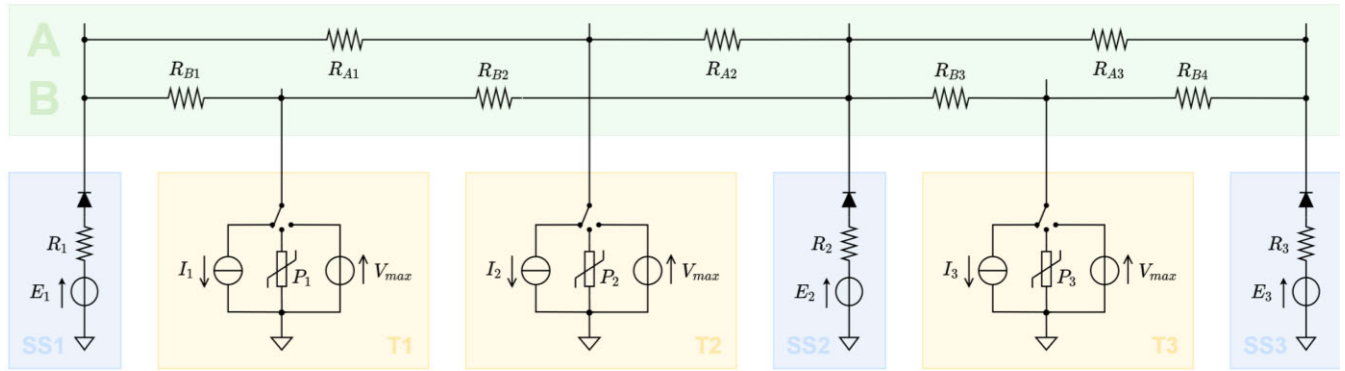 A
R_{A1} R_{A2} R_{A3}
B
R_{B1} R_{B2} R_{B3} R_{B4}
R_1 I_1 P_1 V_{max} I_2 P_2 V_{max} R_2 I_3 P_3 V_{max} R_3
E_1 E_2 E_3
SS1 T1 T2 SS2 T3 SS3